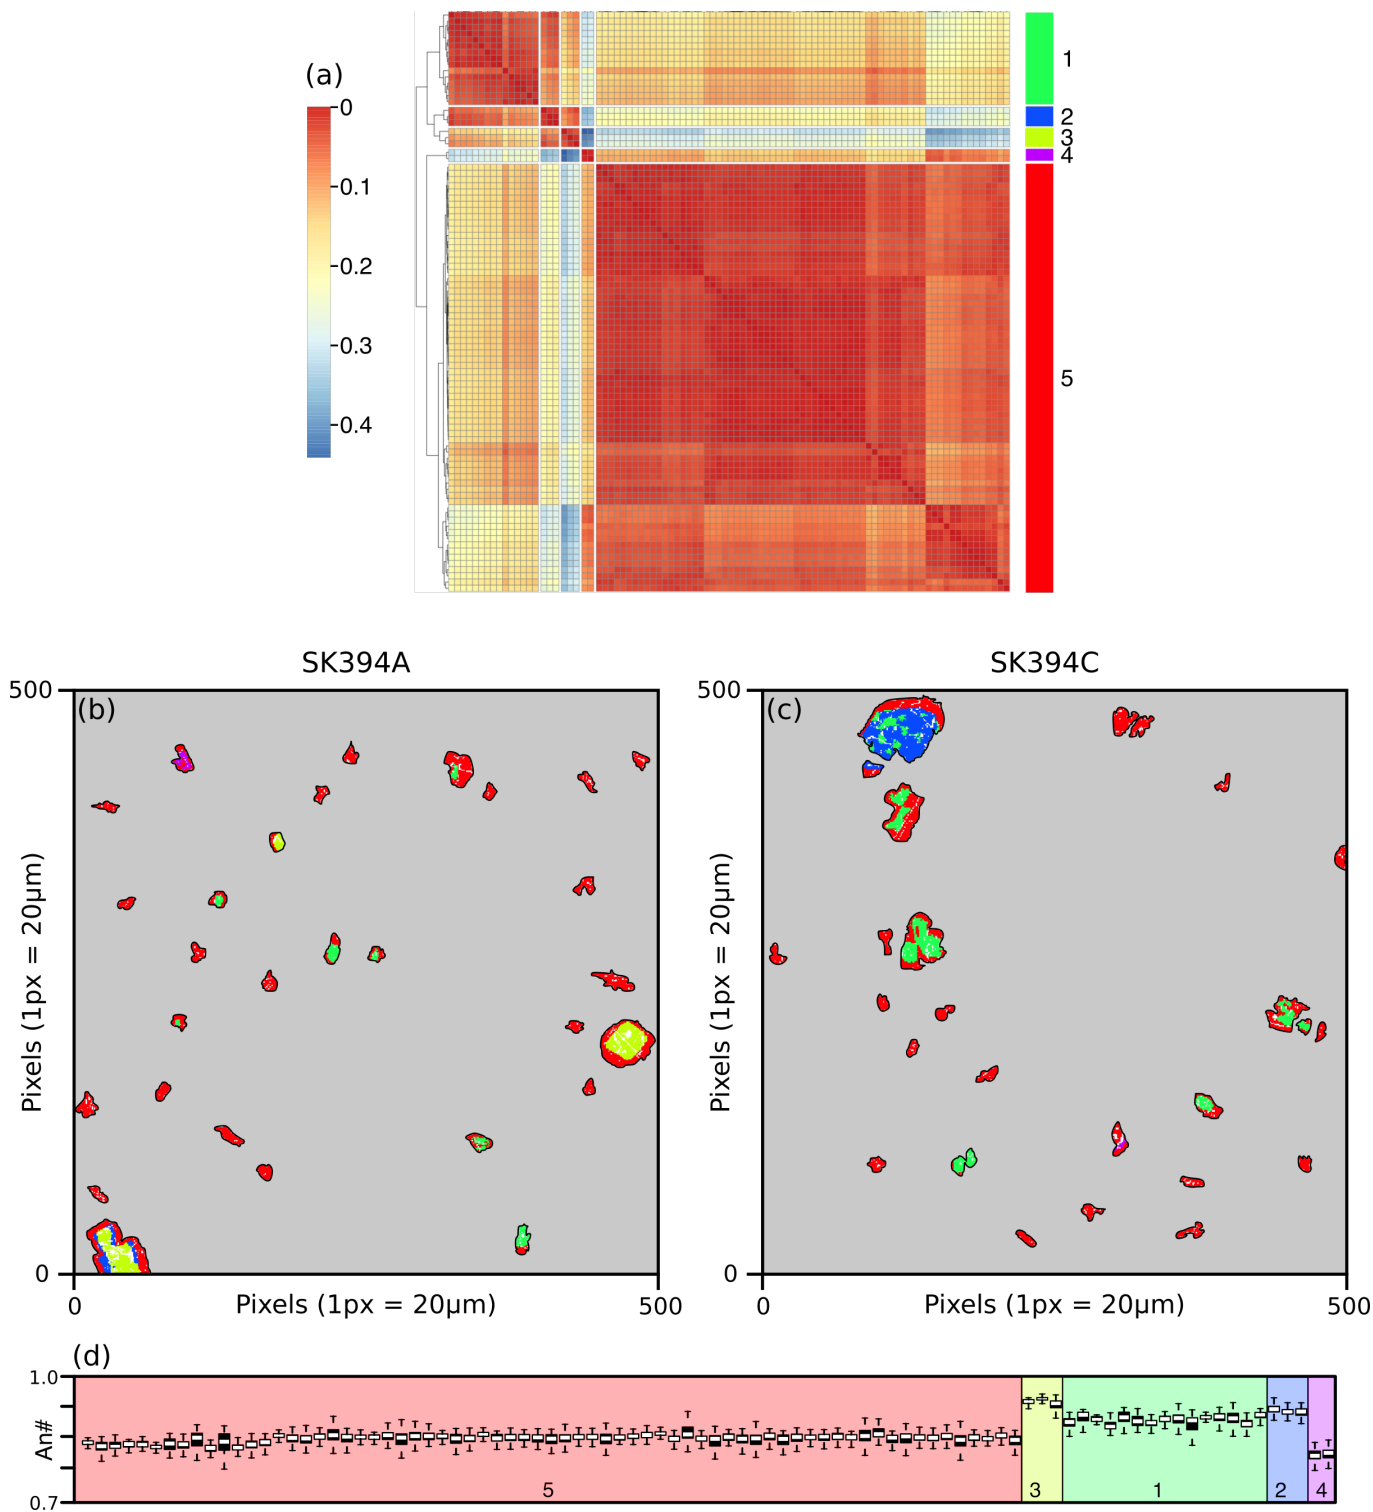 (a)
0
0.1
0.2
0.3
0.4
1
2
3
4
5
SK394A
SK394C
(b)
(c)
500
0
Pixels (1px = 20µm)
Pixels (1px = 20µm)
500
0
0
Pixels (1px = 20µm)
500
0
Pixels (1px = 20µm)
500
(d)
1.0
An#
0.7
5
3
1
2
4